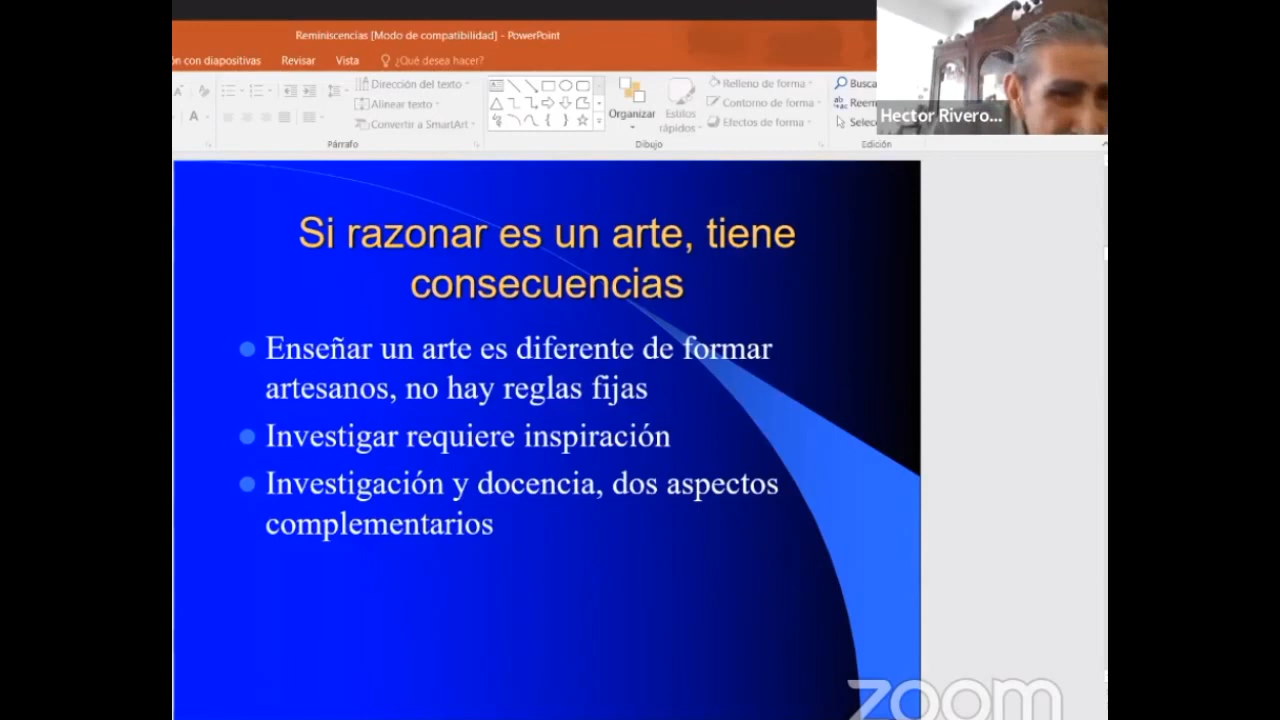 Reminiscencias [Modo de compatibilidad] - PowerPoint
ón con diapositivas Revisar Vista ¿Qué desea hacer?
Dirección del texto
Alinear texto
Convertir a SmartArt
Organizar
Estilos
rápidos
Relleno de forma
Contorno de forma
Efectos de forma
Busca
Reem
Selec
Párrafo Dibujo Edición
Hector Rivero...
Si razonar es un arte, tiene
consecuencias
Enseñar un arte es diferente de formar
artesanos, no hay reglas fijas
Investigar requiere inspiración
Investigación y docencia, dos aspectos
complementarios
zoom